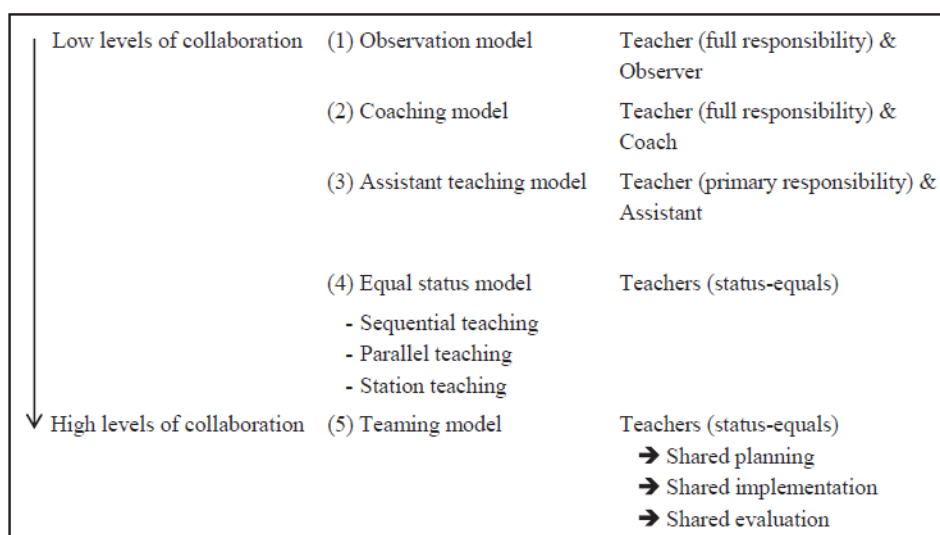 Low levels of collaboration (1) Observation model Teacher (full responsibility) &
Observer
(2) Coaching model Teacher (full responsibility) &
Coach
(3) Assistant teaching model Teacher (primary responsibility) &
Assistant
(4) Equal status model Teachers (status-equals)
- Sequential teaching
- Parallel teaching
- Station teaching
High levels of collaboration (5) Teaming model Teachers (status-equals)
➔ Shared planning
➔ Shared implementation
➔ Shared evaluation